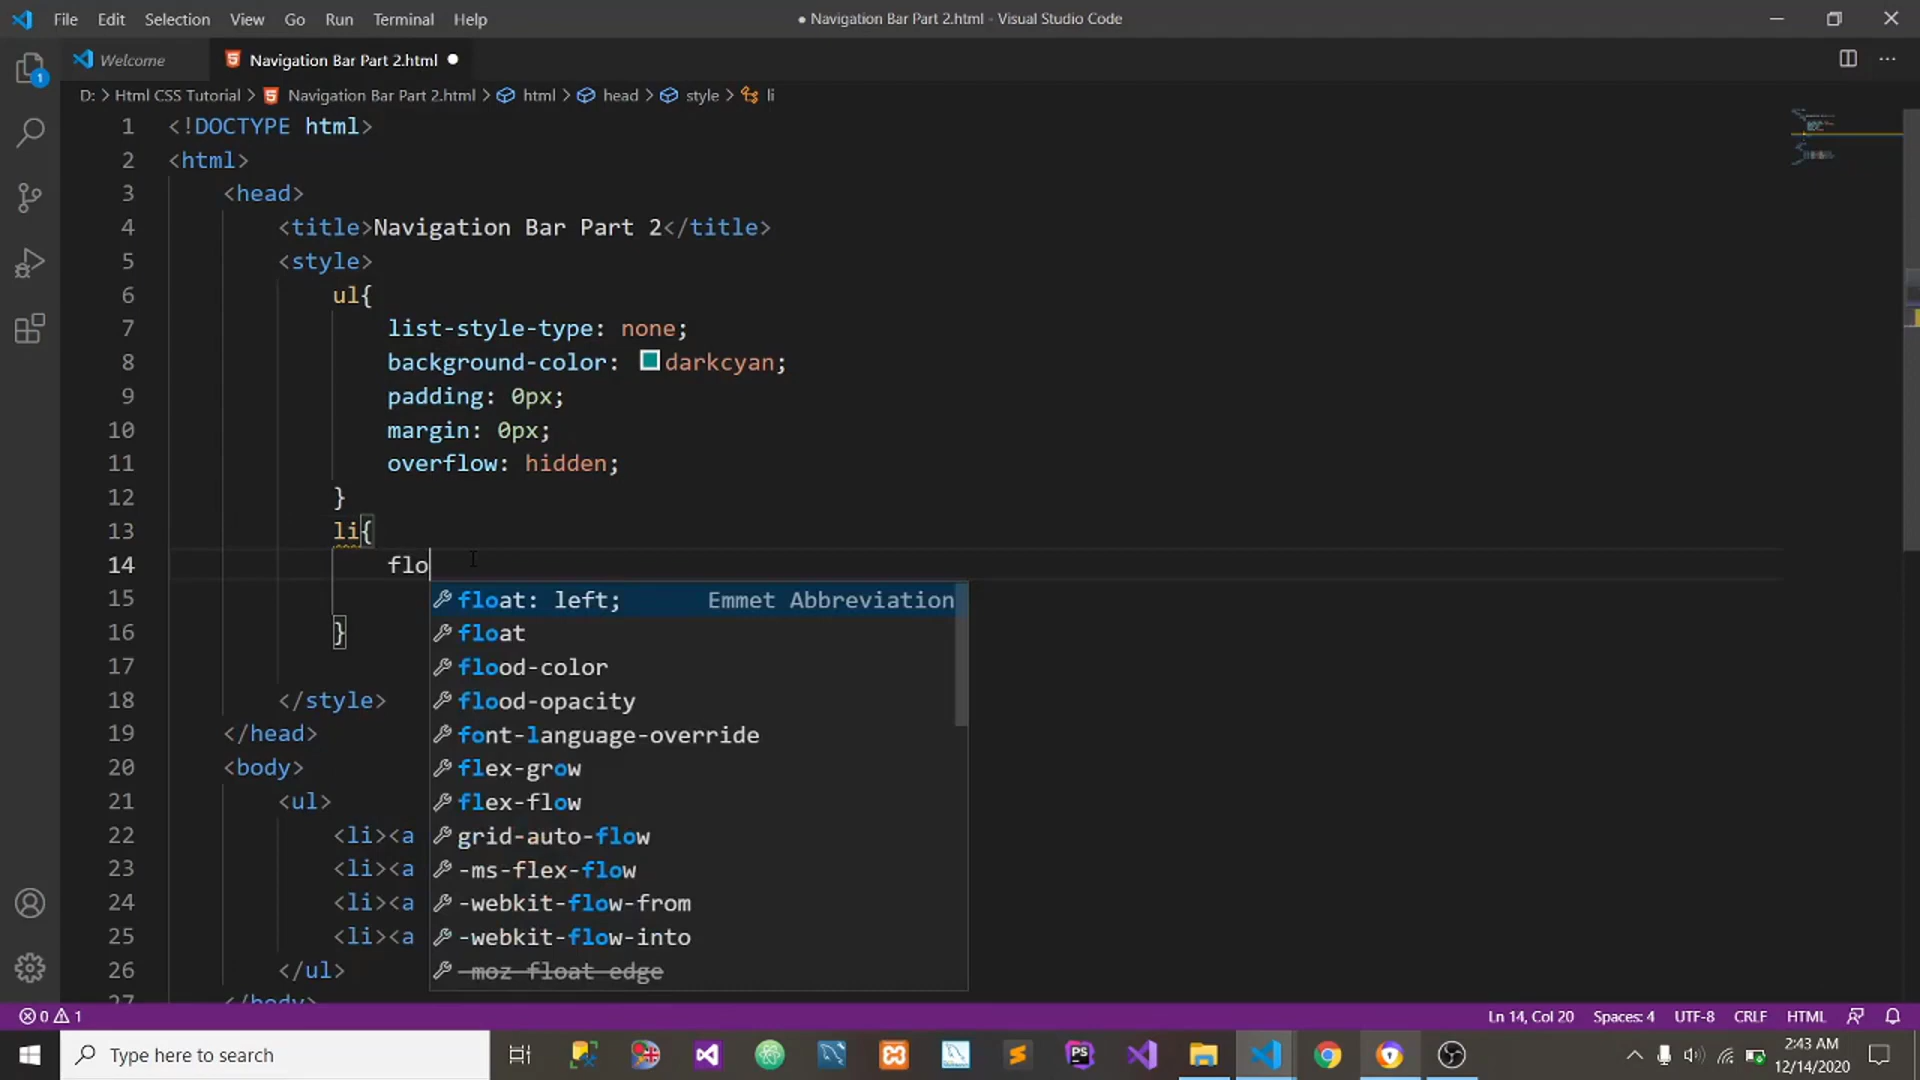 File Edit Selection View Go Run Terminal Help
● Navigation Bar Part 2.html - Visual Studio Code
Welcome
Navigation Bar Part 2.html ●
D: > Html CSS Tutorial > Navigation Bar Part 2.html > html > head > style > li
1 <!DOCTYPE html>
2 <html>
3 <head>
4 <title>Navigation Bar Part 2</title>
5 <style>
6 ul{
7 list-style-type: none;
8 background-color: darkcyan;
9 padding: 0px;
10 margin: 0px;
11 overflow: hidden;
12 }
13 li{
14 flo
15
float: left; Emmet Abbreviation
16 }
float
17
flood-color
18 </style>
flood-opacity
19 </head>
font-language-override
20 <body>
flex-grow
21 <ul>
flex-flow
22 <li><a
grid-auto-flow
23 <li><a
-ms-flex-flow
24 <li><a
-webkit-flow-from
25 <li><a
-webkit-flow-into
26 </ul>
-moz-float-edge
27 </body>
0 1
Ln 14, Col 20 Spaces: 4 UTF-8 CRLF HTML
Type here to search
PS
2:43 AM
12/14/2020
1